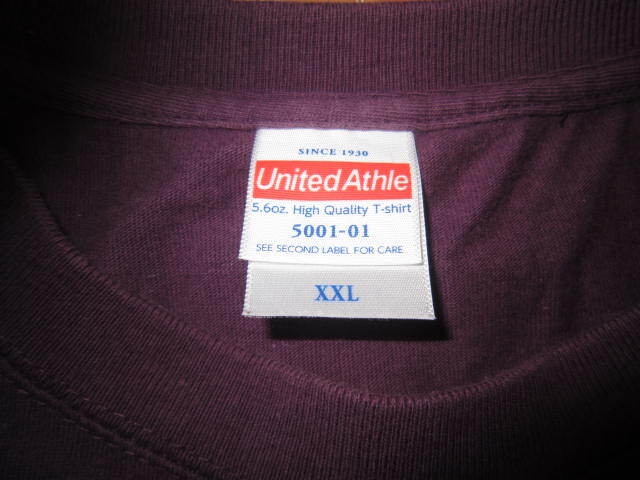 SINCE 1930
United Athle
5.6oz. High Quality T-shirt
5001-01
SEE SECOND LABEL FOR CARE
XXL